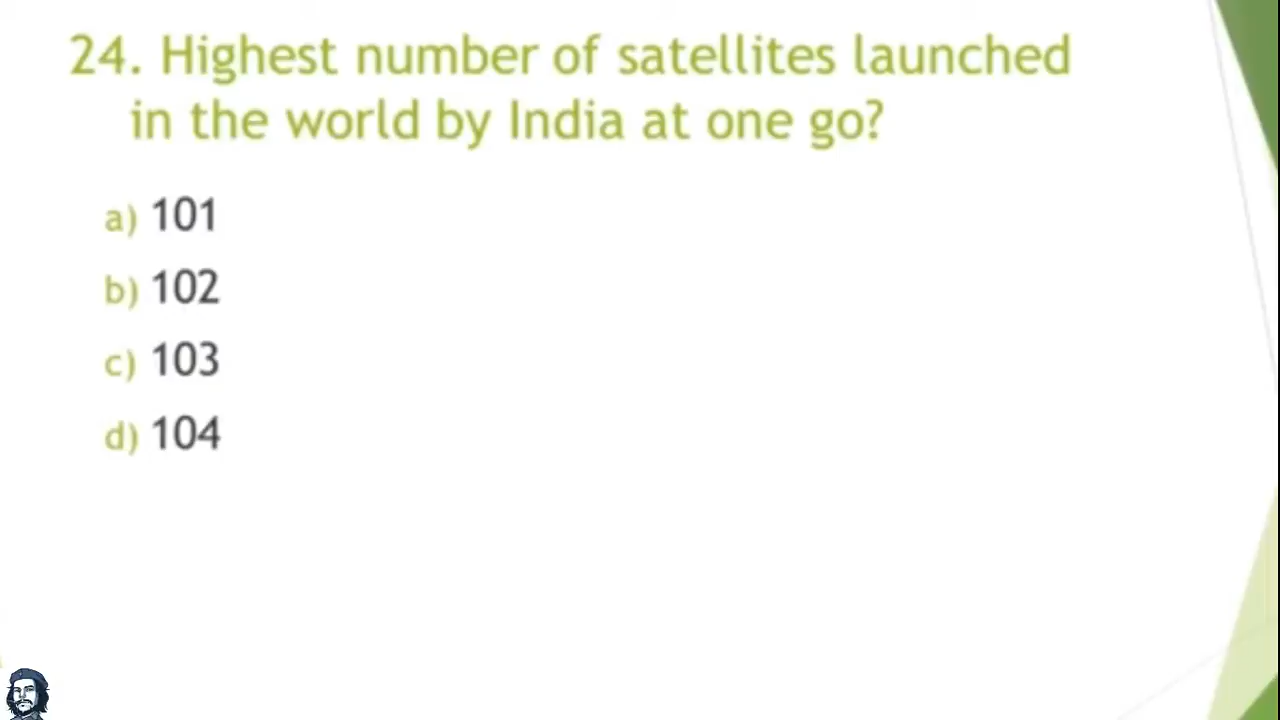 24. Highest number of satellites launched
in the world by India at one go?
a) 101
b) 102
c) 103
d) 104